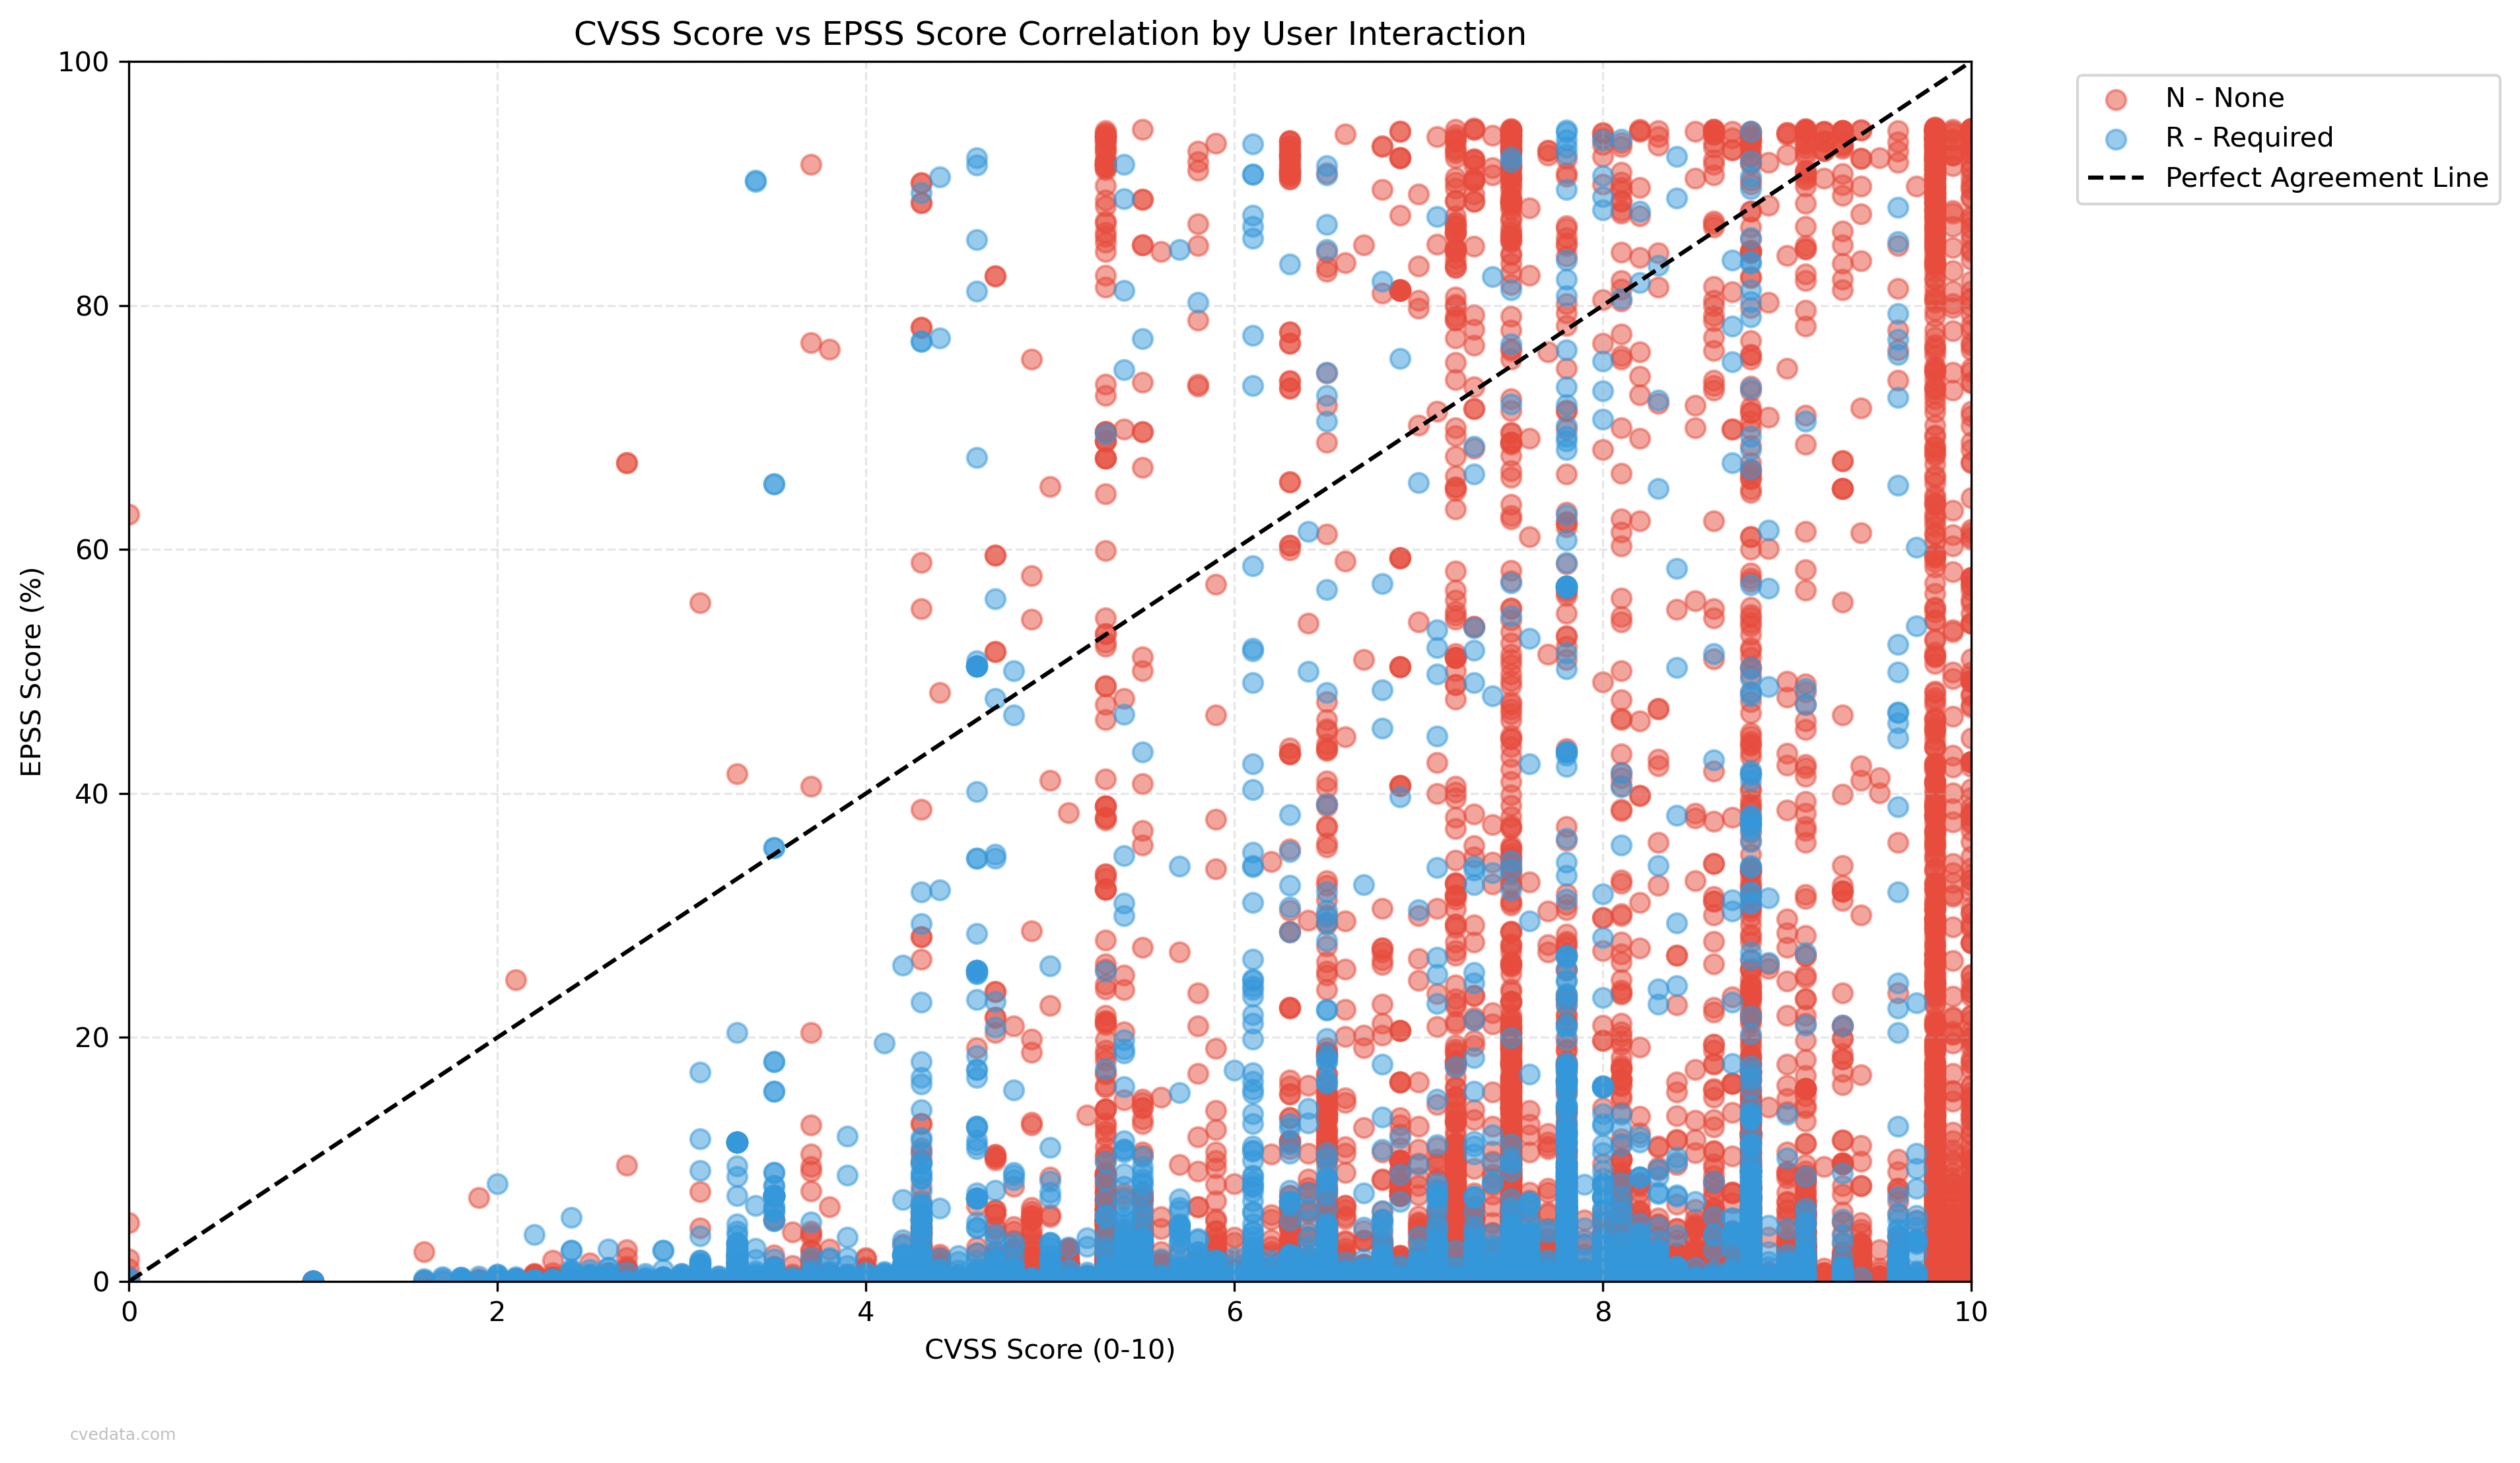 CVSS Score vs EPSS Score Correlation by User Interaction
100
80
60
40
20
0
EPSS Score (%)
0 2 4 6 8 10
CVSS Score (0-10)
N - None
R - Required
Perfect Agreement Line
cvedata.com